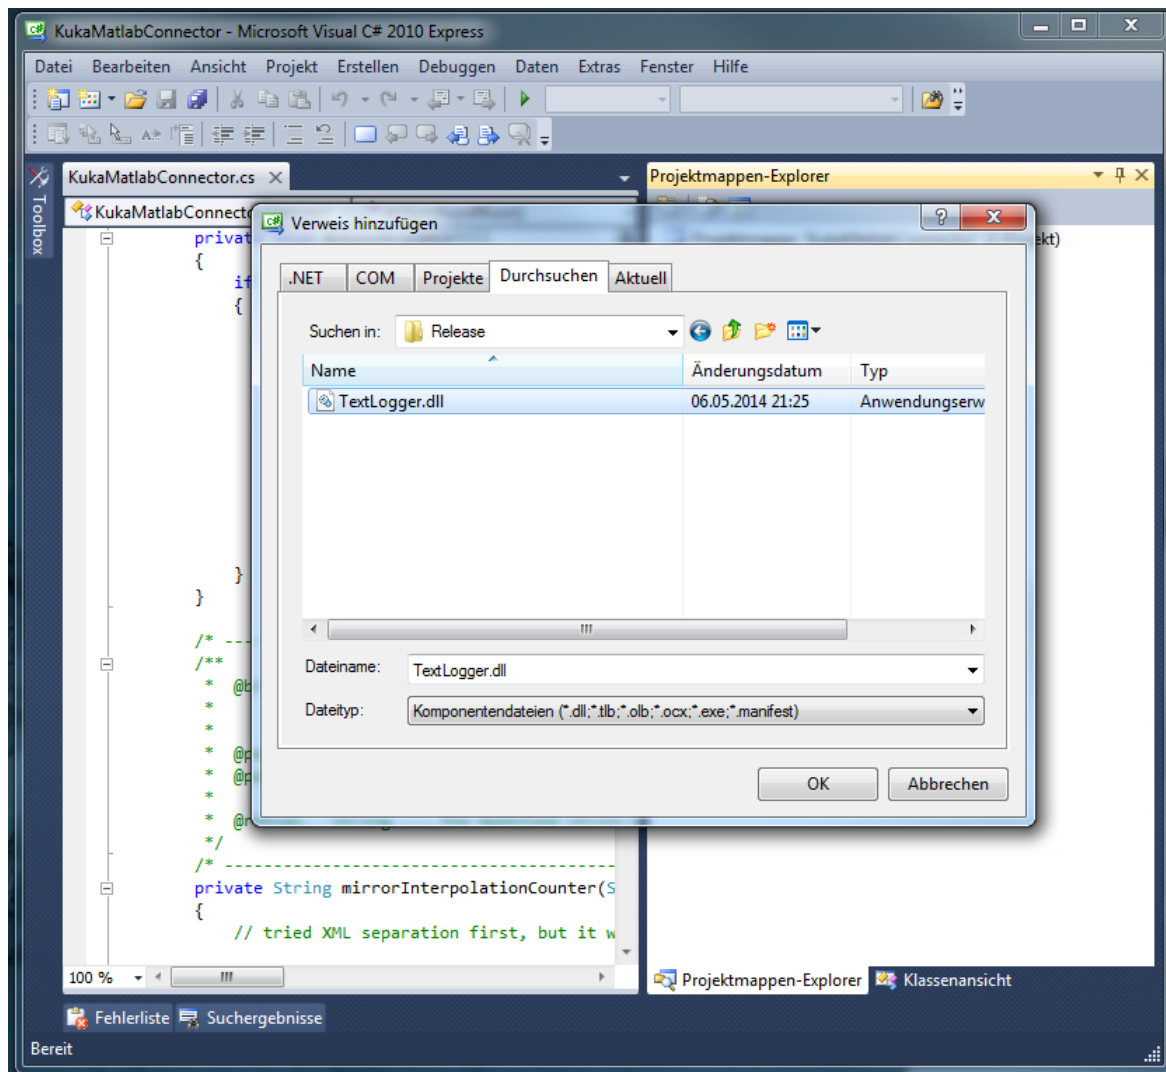 KukaMatlabConnector - Microsoft Visual C# 2010 Express
Datei Bearbeiten Ansicht Projekt Erstellen Debuggen Daten Extras Fenster Hilfe
Toolbox
KukaMatlabConnector.cs
Projektmappen-Explorer
KukaMatlabConnecto
Verweis hinzufügen
privat
{
if
{
.NET COM Projekte Durchsuchen Aktuell
Suchen in: Release
Name Änderungsdatum Typ
TextLogger.dll 06.05.2014 21:25 Anwendungserw
}
}
Dateiname: TextLogger.dll
Dateityp: Komponentendateien (*.dll;*.tlb;*.olb;*.ocx;*.exe;*.manifest)
OK Abbrechen
/* ---
/**
* @b
*
*
* @p
* @p
*
*
*/
/* ----------------------------------------
private String mirrorInterpolationCounter(S
{
// tried XML separation first, but it w
100 %
Projektmappen-Explorer Klassenansicht
Fehlerliste Suchergebnisse
Bereit